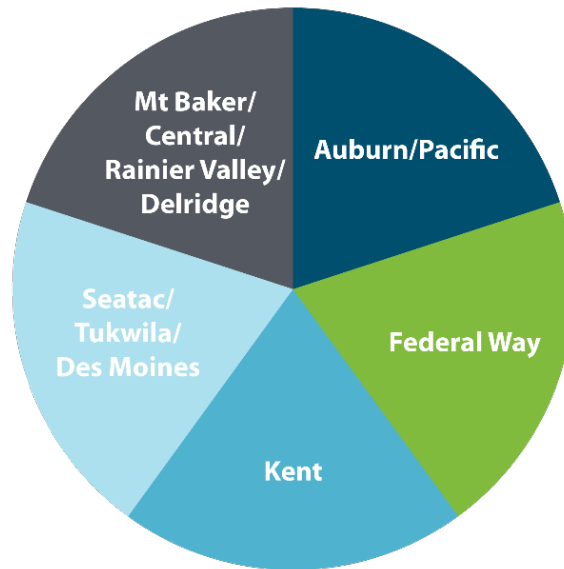 Mt Baker/
Central/
Rainier Valley/
Delridge
Auburn/Pacific
Seatac/
Tukwila/
Des Moines
Federal Way
Kent